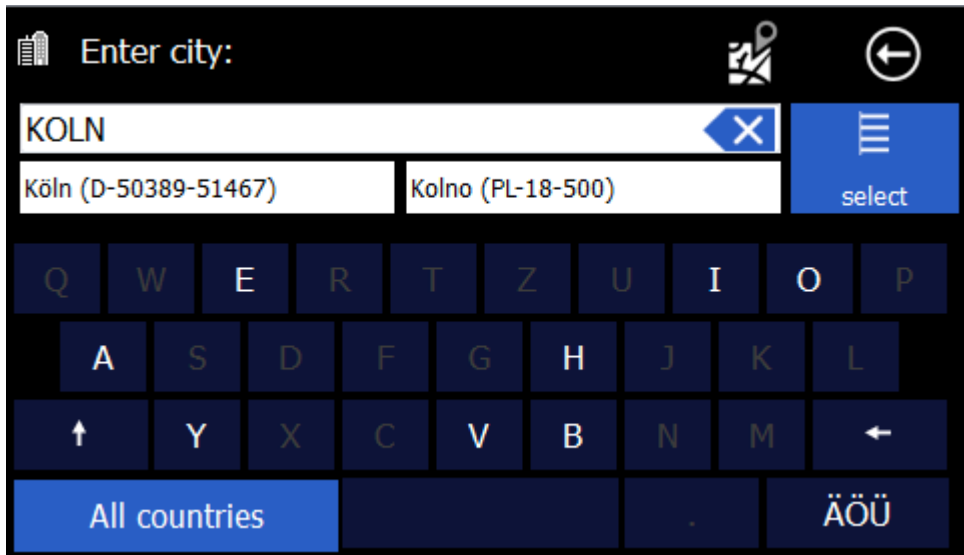 Enter city:
KOLN
select
Köln (D-50389-51467) Kolno (PL-18-500)
Q W E R T Z U I O P
A S D F G H J K L
Y X C V B N M
All countries . ÄÖÜ